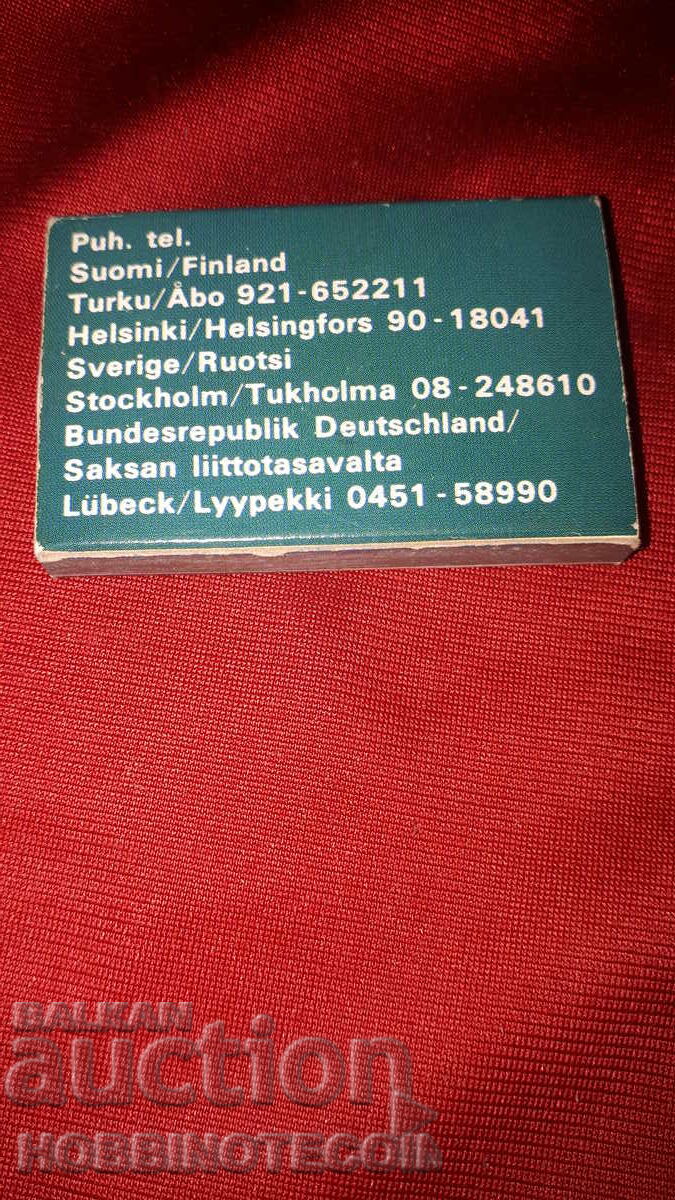 Puh. tel.
Suomi/Finland
Turku/Åbo 921-652211
Helsinki/Helsingfors 90-18041
Sverige/Ruotsi
Stockholm/Tukholma 08-248610
Bundesrepublik Deutschland/
Saksan liittotasavalta
Lübeck/Lyypekki 0451-58990
BALKAN
auction
HOBBINOTECOIN